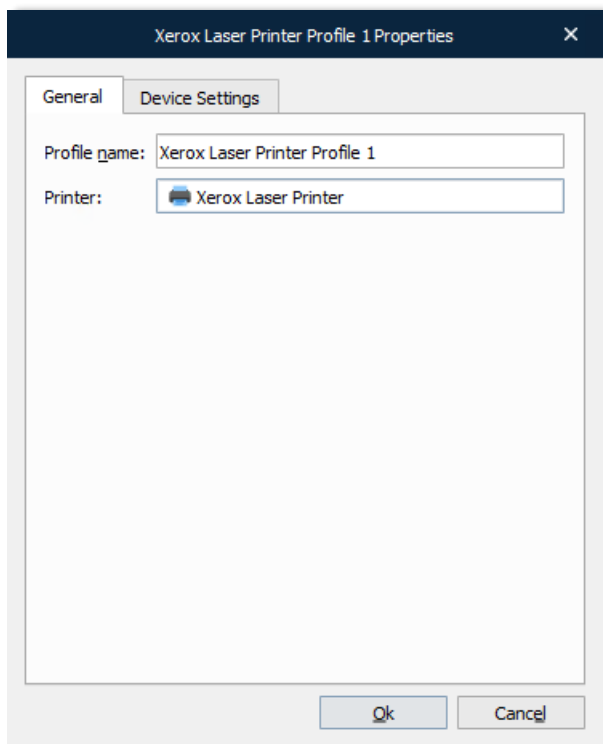 Xerox Laser Printer Profile 1 Properties
General Device Settings
Profile name: Xerox Laser Printer Profile 1
Printer: Xerox Laser Printer
Ok Cancel